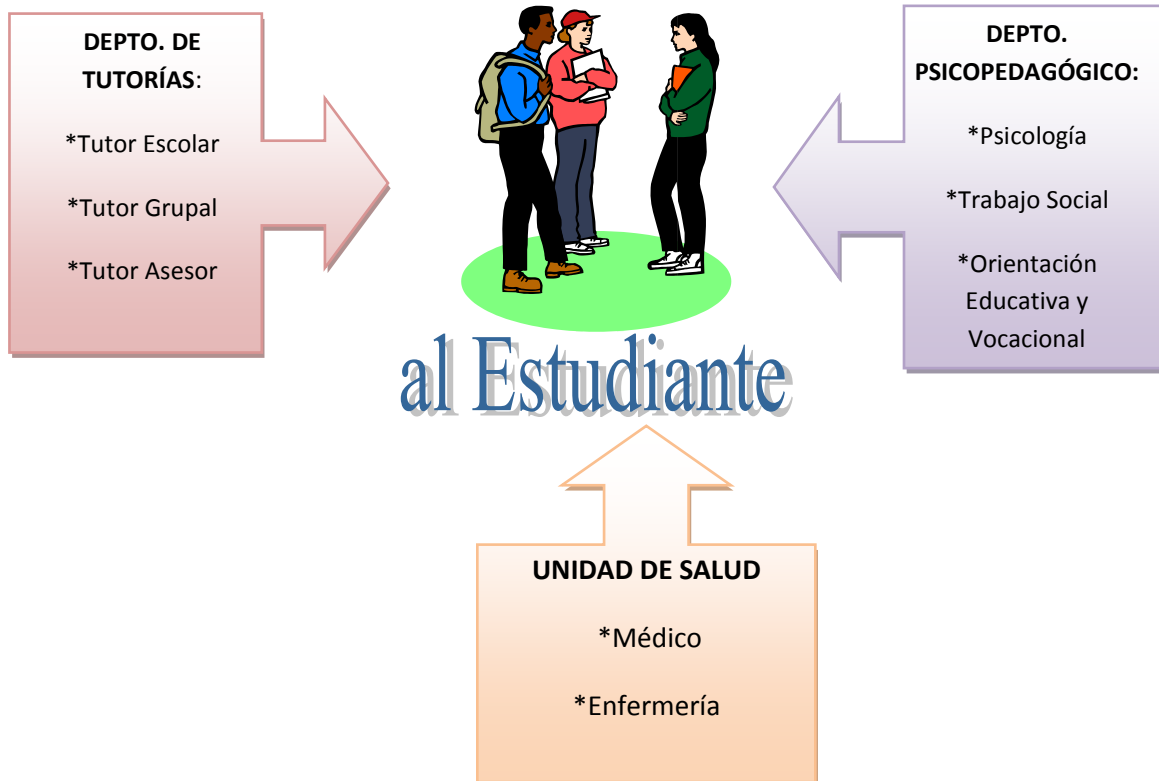 DEPTO. DE
TUTORÍAS:
*Tutor Escolar
*Tutor Grupal
*Tutor Asesor
DEPTO.
PSICOPEDAGÓGICO:
*Psicología
*Trabajo Social
*Orientación
Educativa y
Vocacional
al Estudiante
UNIDAD DE SALUD
*Médico
*Enfermería